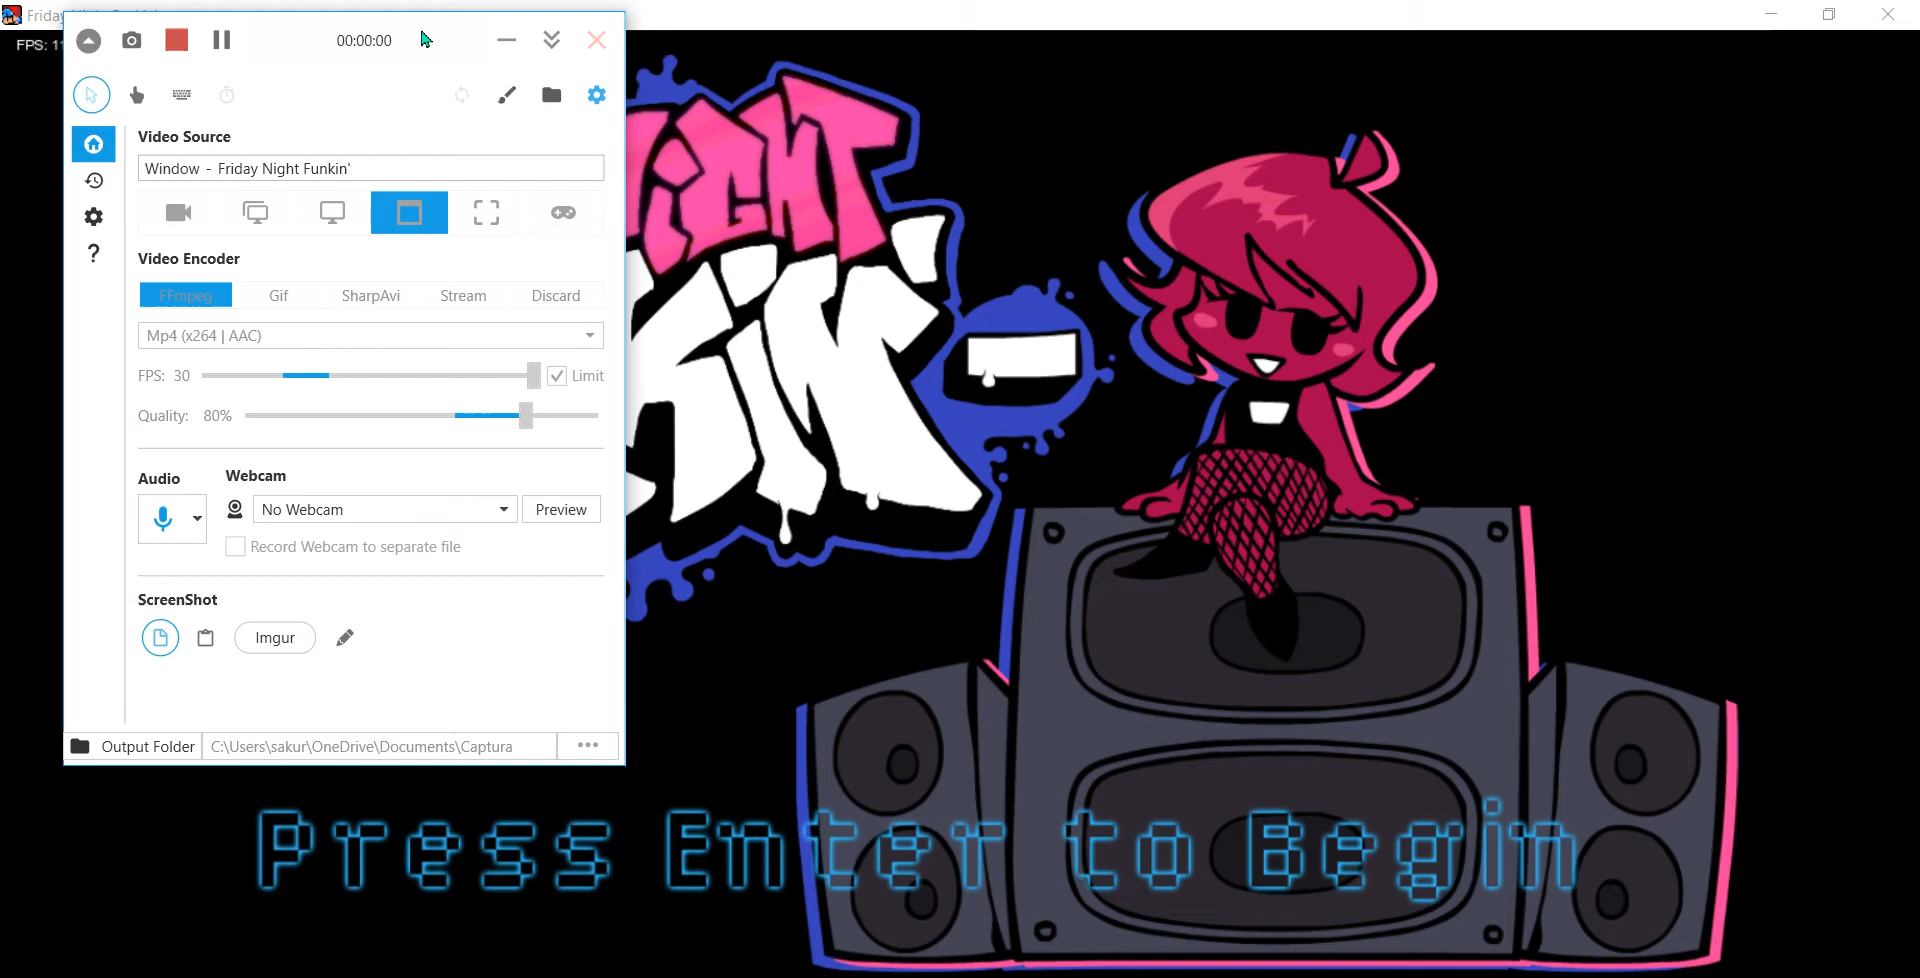 Friday
FPS: 11
00:00:00
Video Source
Window - Friday Night Funkin'
Video Encoder
FFmpeg Gif SharpAvi Stream Discard
Mp4 (x264 | AAC)
FPS: 30 Limit
Quality: 80%
Audio Webcam
No Webcam Preview
Record Webcam to separate file
ScreenShot
Imgur
Output Folder C:\Users\sakur\OneDrive\Documents\Captura ...
Press Enter to Begin